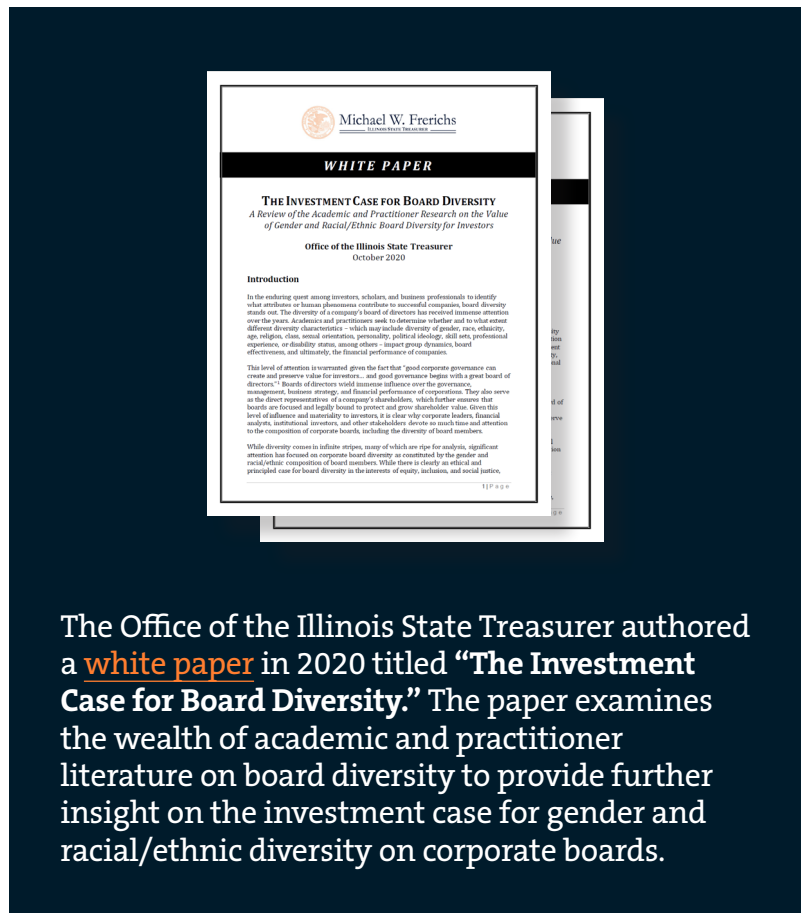 Michael W. Frerichs
ILLINOIS STATE TREASURER
WHITE PAPER
THE INVESTMENT CASE FOR BOARD DIVERSITY
A Review of the Academic and Practitioner Research on the Value
of Gender and Racial/Ethnic Board Diversity for Investors
Office of the Illinois State Treasurer
October 2020
Introduction
In the enduring quest among investors, scholars, and business professionals to identify
what attributes or human phenomena contribute to successful companies, board diversity
stands out. The diversity of a company's board of directors has received immense attention
over the years. Academics and practitioners seek to determine whether and to what extent
different diversity characteristics – which may include diversity of gender, race, ethnicity,
age, religion, class, sexual orientation, personality, political ideology, skill sets, professional
experience, or disability status, among others – impact group dynamics, board
effectiveness, and ultimately, the financial performance of companies.
This level of attention is warranted given the fact that "good corporate governance can
create and preserve value for investors... and good governance begins with a great board of
directors."1 Boards of directors wield immense influence over the governance,
management, business strategy, and financial performance of corporations. They also serve
as the direct representatives of a company's shareholders, which further ensures that
boards are focused and legally bound to protect and grow shareholder value. Given this
level of influence and materiality to investors, it is clear why corporate leaders, financial
analysts, institutional investors, and other stakeholders devote so much time and attention
to the composition of corporate boards, including the diversity of board members.
While diversity comes in infinite stripes, many of which are ripe for analysis, significant
attention has focused on corporate board diversity as constituted by the gender and
racial/ethnic composition of board members. While there is clearly an ethical and
principled case for board diversity in the interests of equity, inclusion, and social justice,
1 | Page
The Office of the Illinois State Treasurer authored
a white paper in 2020 titled “The Investment
Case for Board Diversity.” The paper examines
the wealth of academic and practitioner
literature on board diversity to provide further
insight on the investment case for gender and
racial/ethnic diversity on corporate boards.